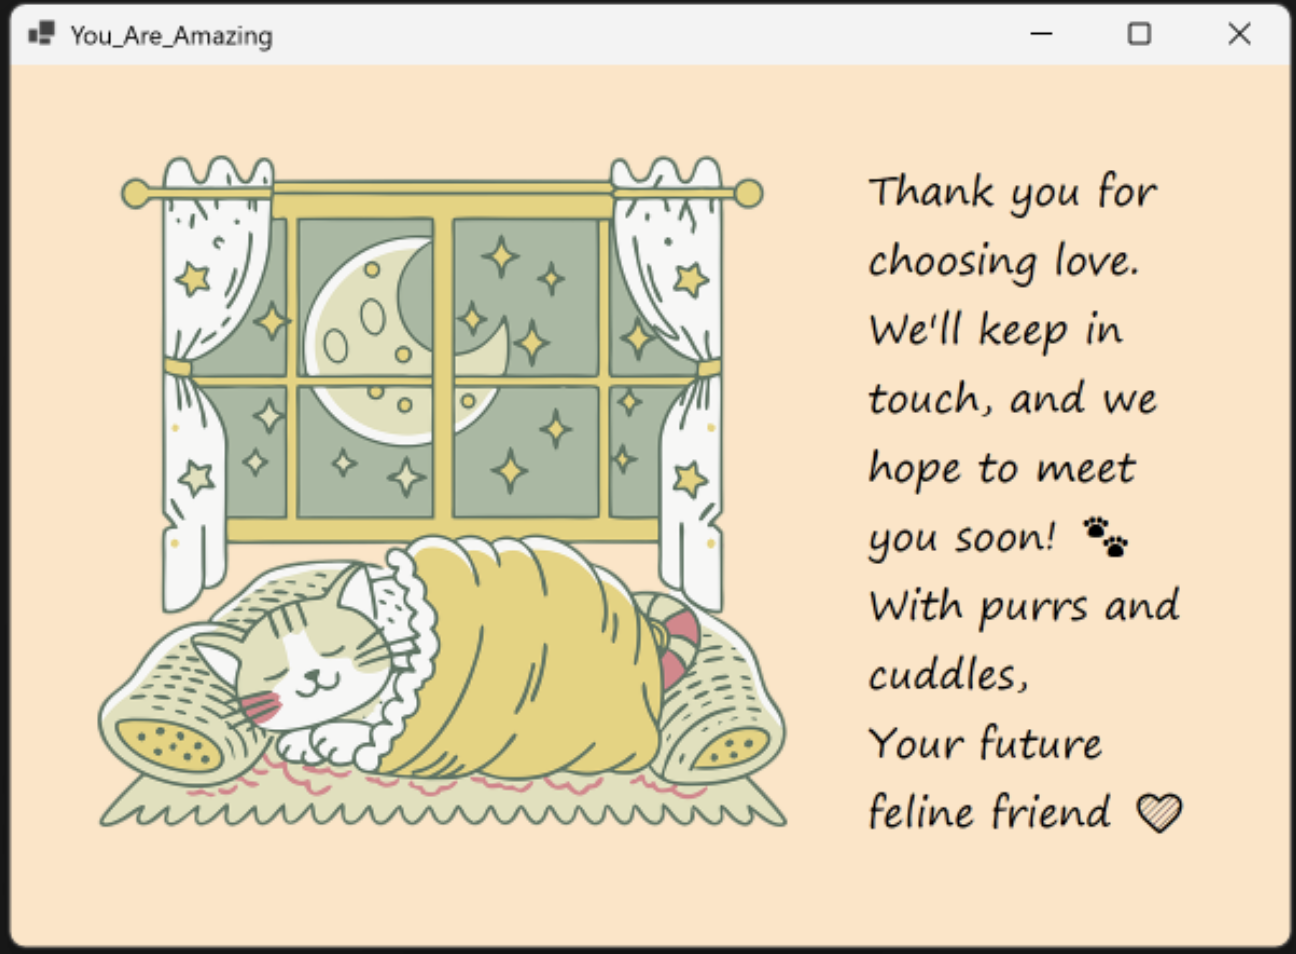 You_Are_Amazing
Thank you for
choosing love.
We'll keep in
touch, and we
hope to meet
you soon! 🐾
With purrs and
cuddles,
Your future
feline friend 🤎